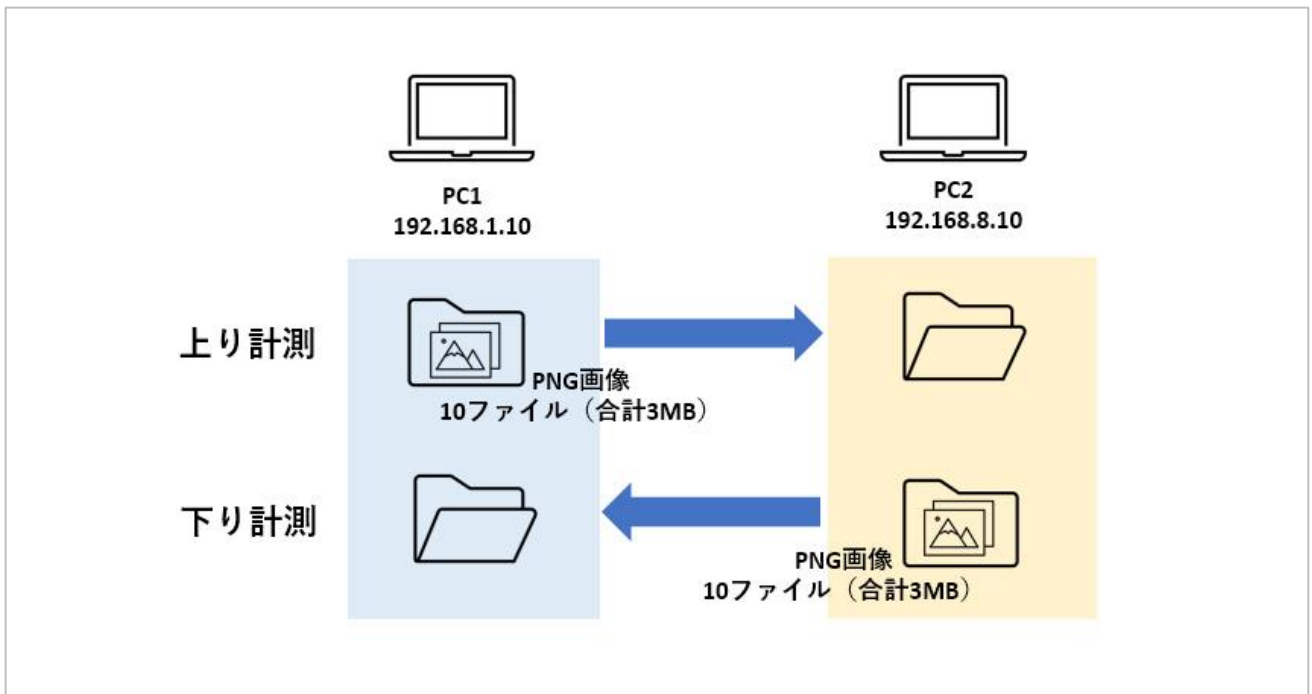 PC1
192.168.1.10
PC2
192.168.8.10
上り計測
PNG画像
10ファイル（合計3MB）
下り計測
PNG画像
10ファイル（合計3MB）